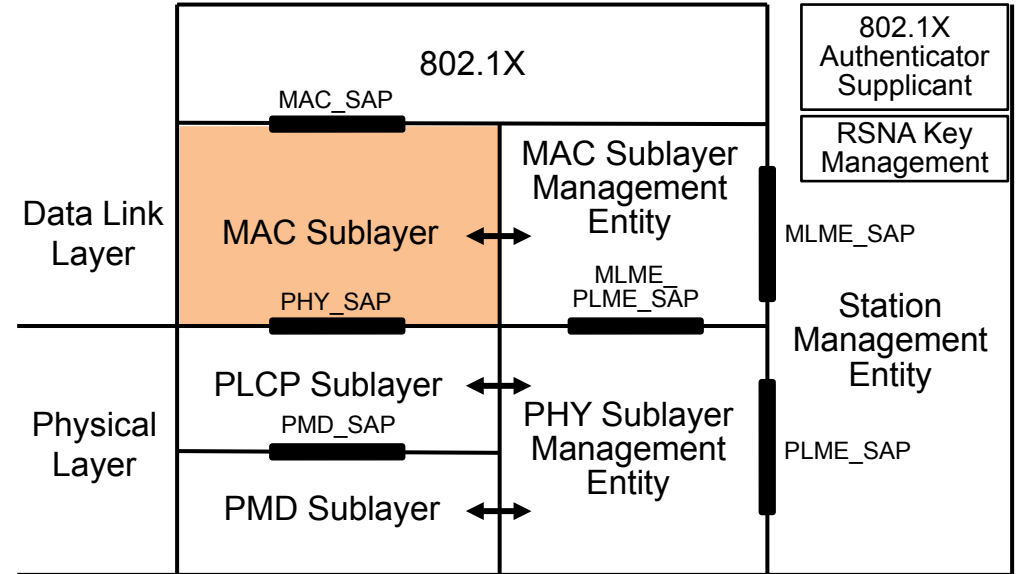 802.1X
MAC_SAP
802.1X
Authenticator
Supplicant
RSNA Key
Management
Data Link
Layer
MAC Sublayer
MAC Sublayer
Management
Entity
MLME_SAP
PHY_SAP
MLME_
PLME_SAP
Station
Management
Entity
Physical
Layer
PLCP Sublayer
PMD_SAP
PMD Sublayer
PHY Sublayer
Management
Entity
PLME_SAP